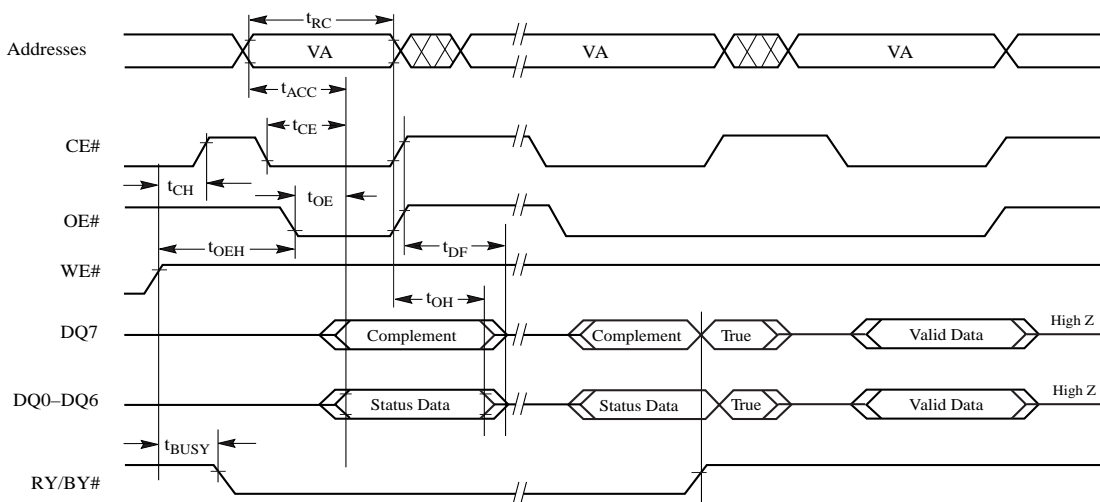 tRC
Addresses VA VA VA
tACC
tCE
CE#
tCH
tOE
OE#
tOEH tDF
WE#
tOH
DQ7 Complement Complement True Valid Data High Z
DQ0–DQ6 Status Data Status Data True Valid Data High Z
tBUSY
RY/BY#